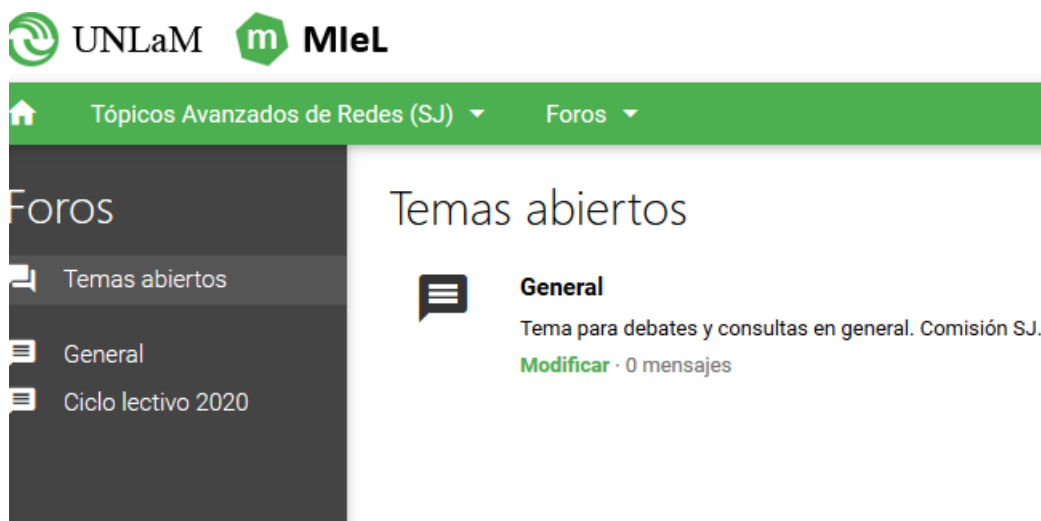 UNLaM m MIeL
Tópicos Avanzados de Redes (SJ) Foros
Foros
Temas abiertos
General
Ciclo lectivo 2020
Temas abiertos
General
Tema para debates y consultas en general. Comisión SJ.
Modificar · 0 mensajes